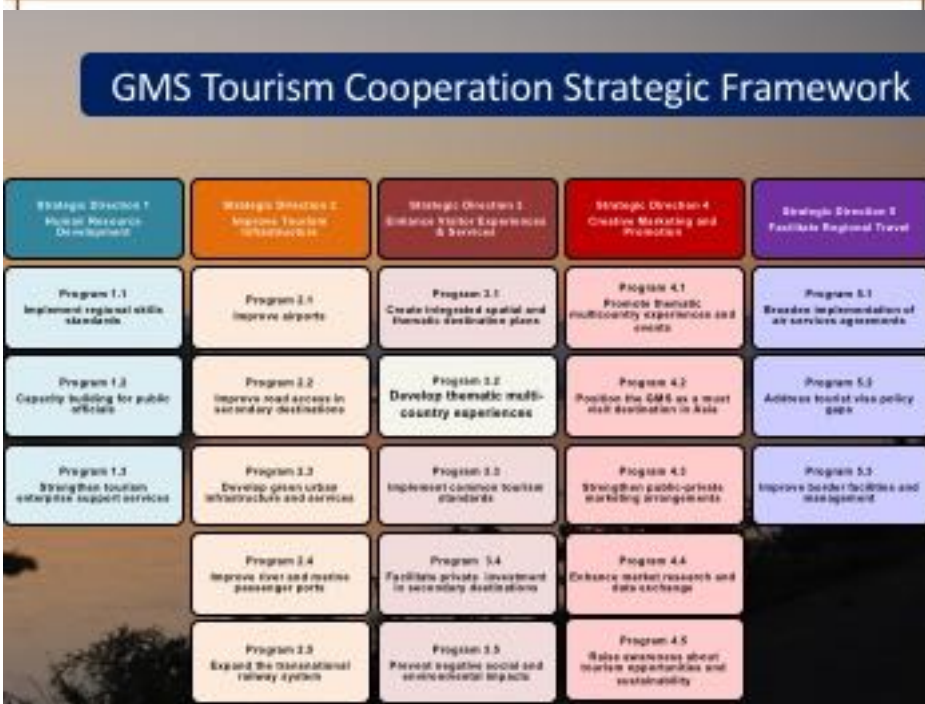 GMS Tourism Cooperation Strategic Framework
Strategic Direction 1
Human Resource
Development
Strategic Direction 2
Improve Tourism
Infrastructure
Strategic Direction 3
Enhance Visitor Experiences
& Services
Strategic Direction 4
Creative Marketing and
Promotion
Strategic Direction 5
Facilitate Regional Travel
Program 1.1
Implement regional skills
standards
Program 2.1
Improve airports
Program 3.1
Create integrated spatial and
thematic destination plans
Program 4.1
Promote thematic
multicountry experiences and
events
Program 5.1
Broaden implementation of
air services agreements
Program 1.2
Capacity building for public
officials
Program 2.2
Improve road access in
secondary destinations
Program 3.2
Develop thematic multi-
country experiences
Program 4.2
Position the GMS as a must
visit destination in Asia
Program 5.2
Address tourist visa policy
gaps
Program 1.3
Strengthen tourism
enterprise support services
Program 2.3
Develop green urban
infrastructure and services
Program 3.3
Implement common tourism
standards
Program 4.3
Strengthen public-private
marketing arrangements
Program 5.3
Improve border facilities and
management
Program 2.4
Improve river and marine
passenger ports
Program 3.4
Facilitate private investment
in secondary destinations
Program 4.4
Enhance market research and
data exchange
Program 2.5
Expand the transnational
railway system
Program 3.5
Prevent negative social and
environmental impacts
Program 4.5
Raise awareness about
tourism opportunities and
sustainability